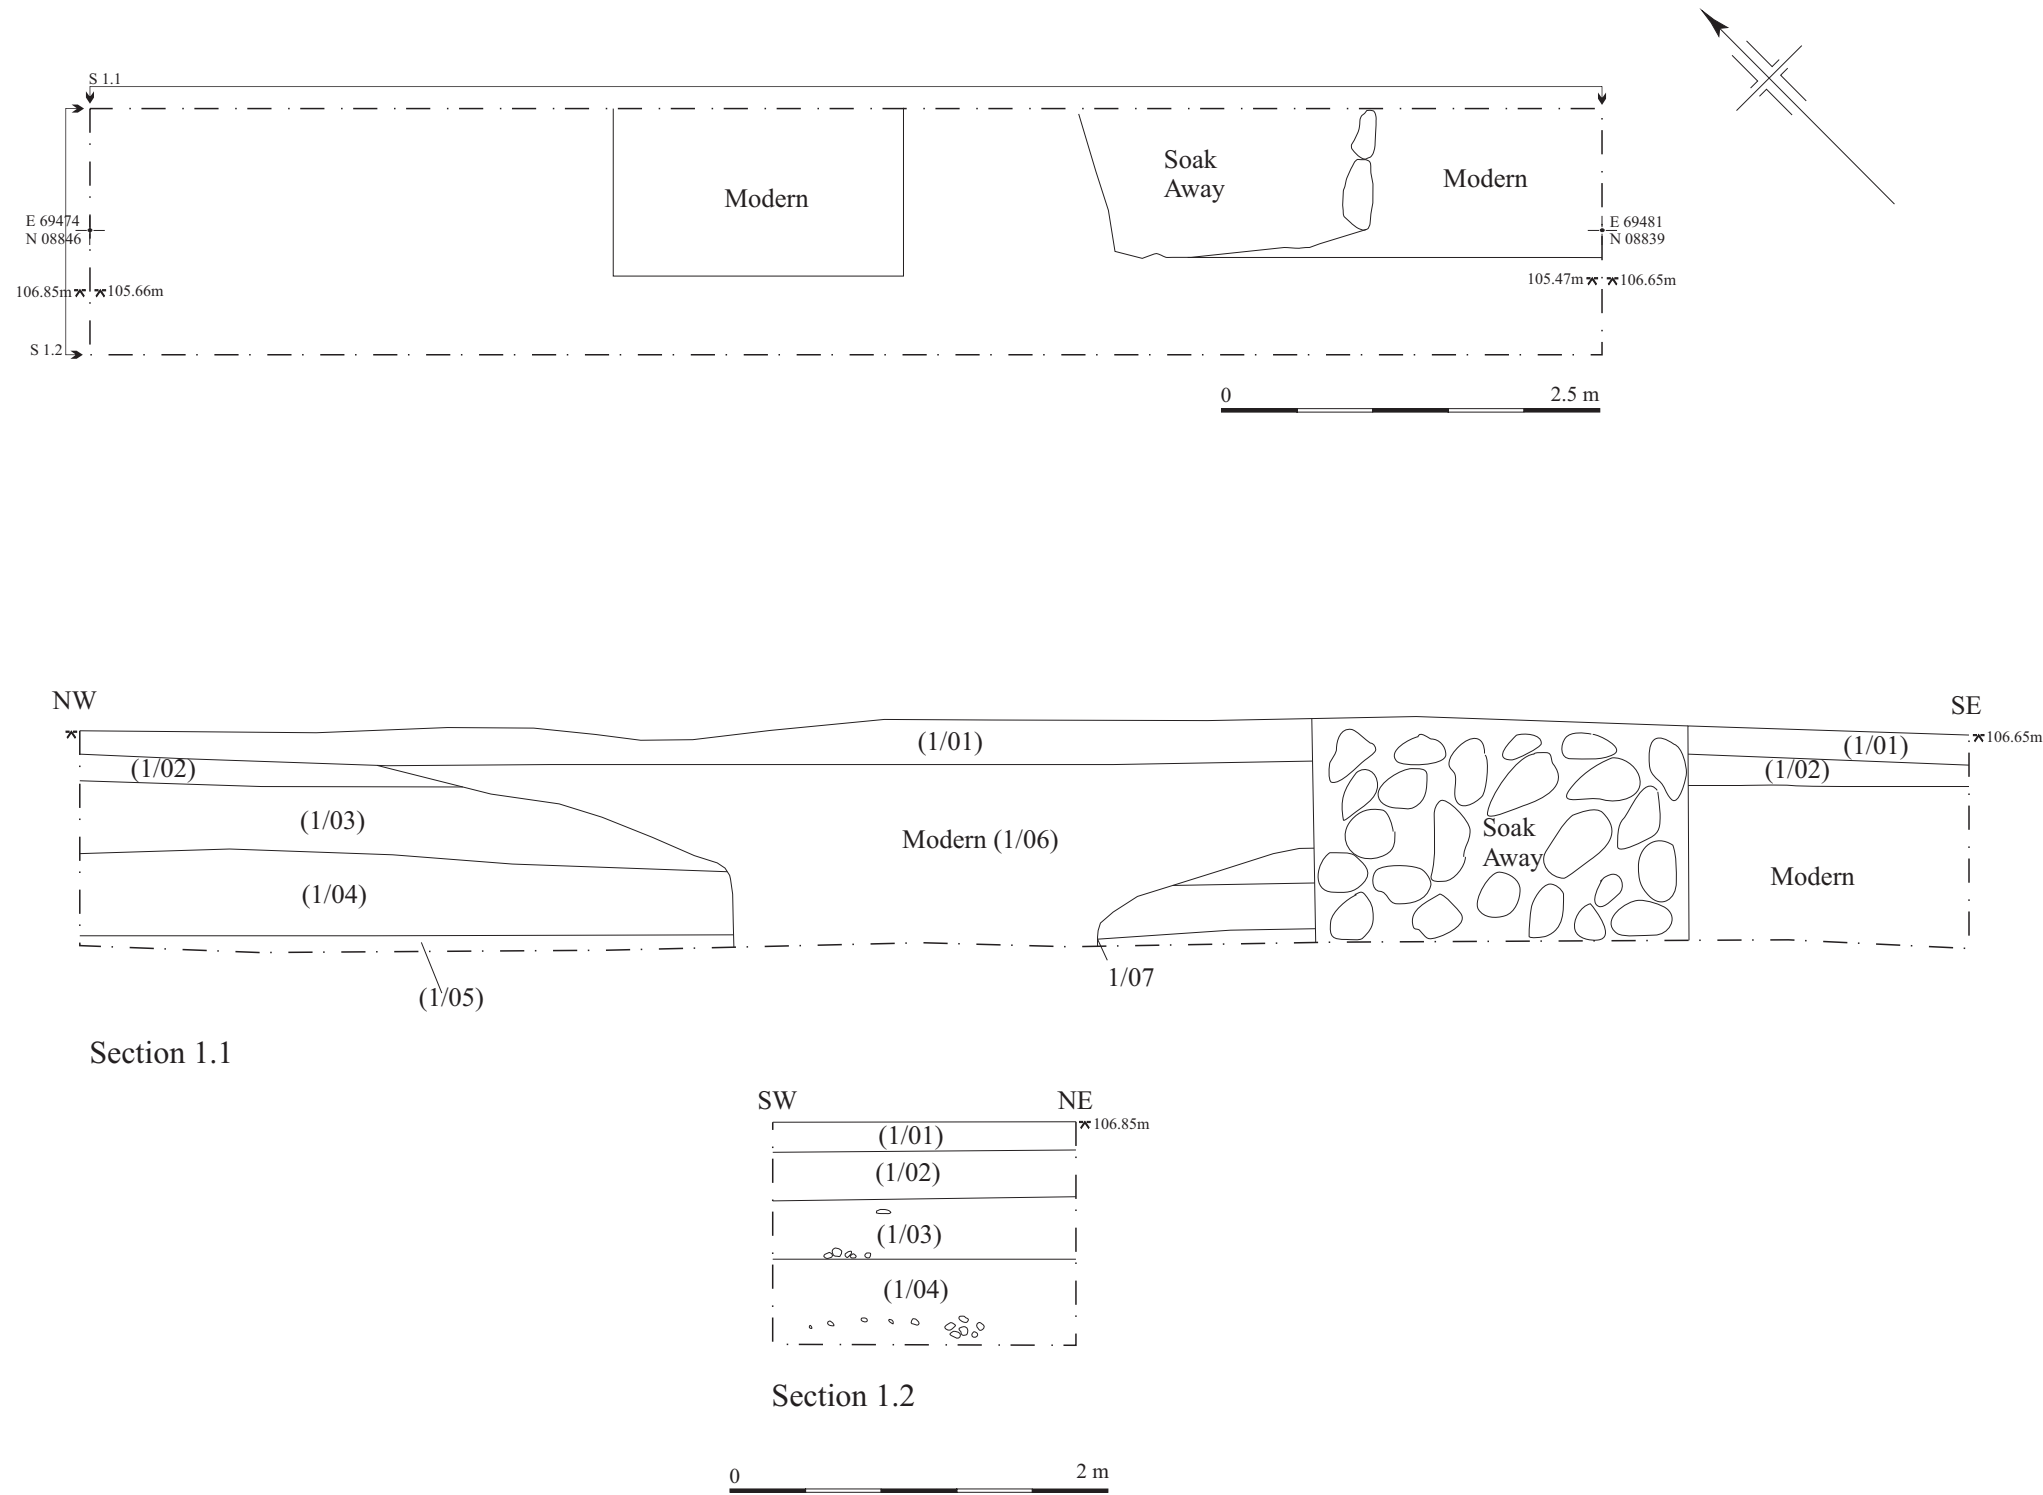 S 1.1
Modern
Soak
Away
Modern
E 69474
N 08846
E 69481
N 08839
106.85m
105.66m
105.47m
106.65m
S 1.2
0
2.5 m
NW
SE
106.65m
(1/01)
(1/01)
(1/02)
(1/02)
(1/03)
Modern (1/06)
Soak
Away
Modern
(1/04)
1/07
(1/05)
Section 1.1
SW
NE
106.85m
(1/01)
(1/02)
(1/03)
(1/04)
Section 1.2
0
2 m